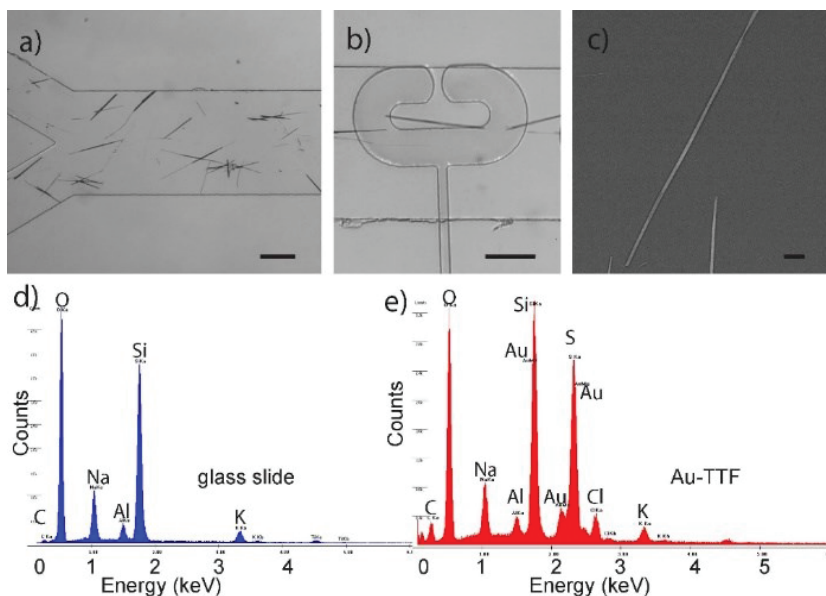 a)
b)
c)
d)
O
Si
Na
Al
C
K
glass slide
Counts
0 1 2 3 4
Energy (keV)
e)
O
Si
Au
S
Au
Na
Al
Au
Cl
C
K
Au-TTF
Counts
0 1 2 3 4 5
Energy (keV)